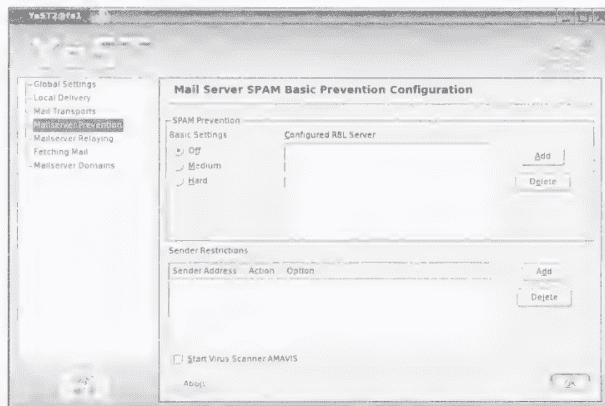 YaST2@fs1
YaST
Global Settings
Local Delivery
Mail Transports
Mailserver Prevention
Mailserver Relaying
Fetching Mail
Mailserver Domains
Mail Server SPAM Basic Prevention Configuration
SPAM Prevention
Basic Settings
Configured RBL Server
Off
Medium
Hard
Add
Delete
Sender Restrictions
Sender Address Action Option
Add
Delete
Start Virus Scanner AMAVIS
Abort
OK